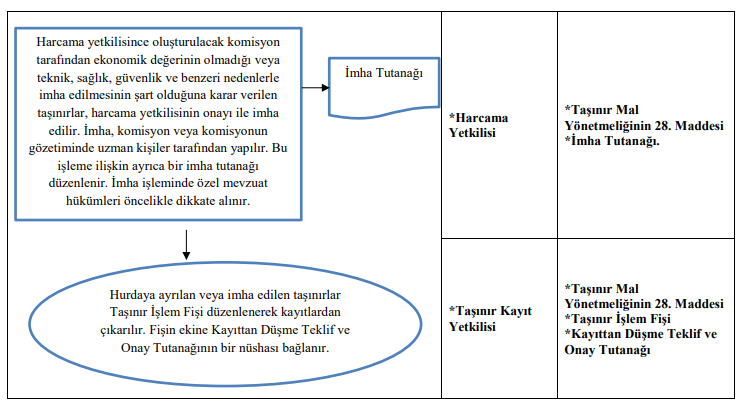 Harcama yetkilisince oluşturulacak komisyon
tarafından ekonomik değerinin olmadığı veya
teknik, sağlık, güvenlik ve benzeri nedenlerle
imha edilmesinin şart olduğuna karar verilen
taşınırlar, harcama yetkilisinin onayı ile imha
edilir. İmha, komisyon veya komisyonun
gözetiminde uzman kişiler tarafından yapılır. Bu
işleme ilişkin ayrıca bir imha tutanağı
düzenlenir. İmha işleminde özel mevzuat
hükümleri öncelikle dikkate alınır.
İmha Tutanağı
*Harcama
Yetkilisi
*Taşınır Mal
Yönetmeliğinin 28. Maddesi
*İmha Tutanağı.
Hurdaya ayrılan veya imha edilen taşınırlar
Taşınır İşlem Fişi düzenlenerek kayıtlardan
çıkarılır. Fişin ekine Kayıttan Düşme Teklif ve
Onay Tutanağının bir nüshası bağlanır.
*Taşınır Kayıt
Yetkilisi
*Taşınır Mal
Yönetmeliğinin 28. Maddesi
*Taşınır İşlem Fişi
*Kayıttan Düşme Teklif ve
Onay Tutanağı